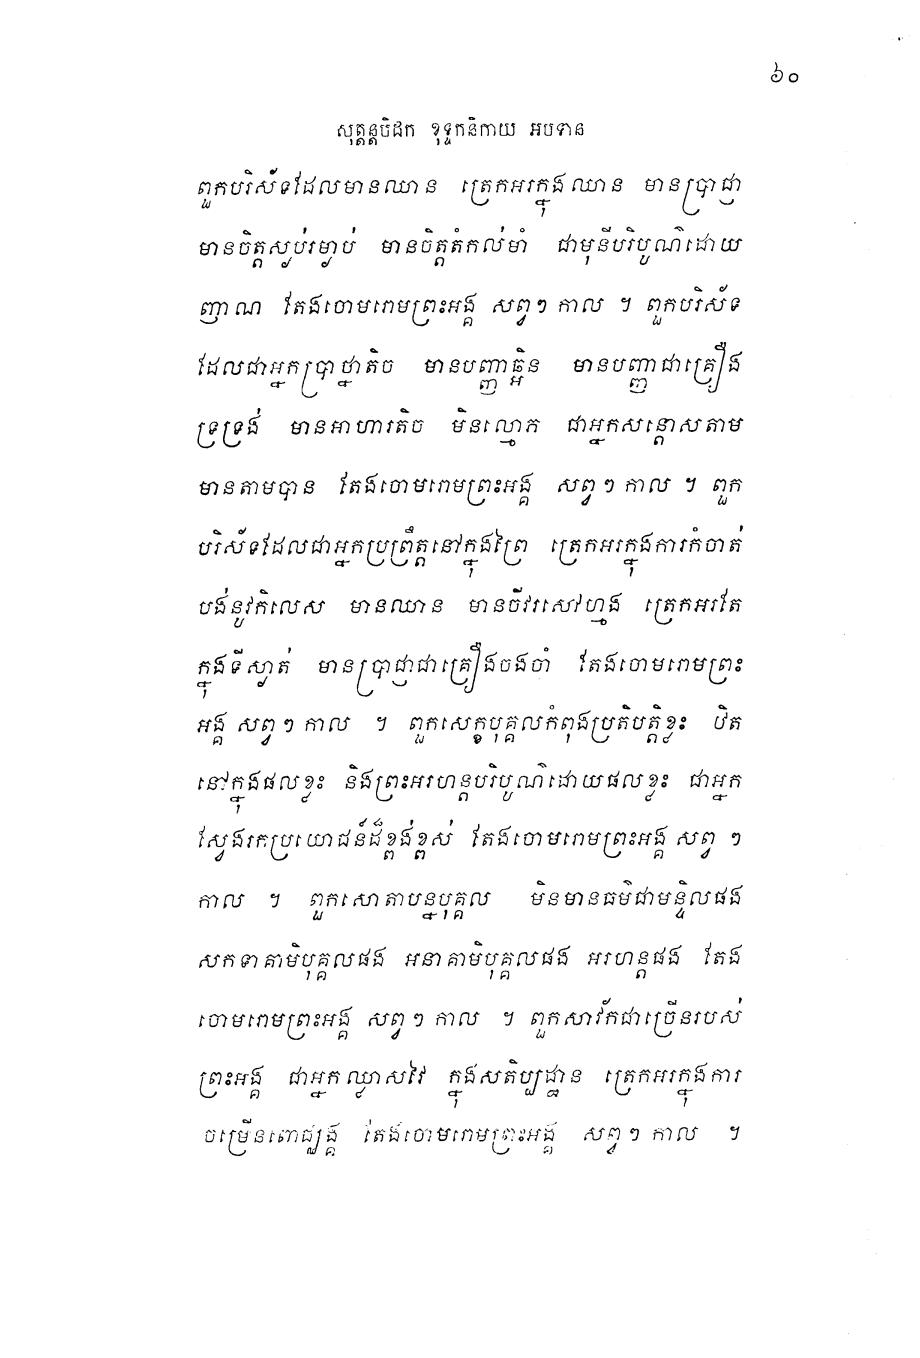 ៦០
សុត្តន្តបិដក ខុទ្ទកនិកាយ អបទាន
ពួកបរិស័ទដែលមានឈាន ត្រេកអរក្នុងឈាន មានប្រាជ្ញា
មានចិត្តស្ងប់រម្ងាប់ មានចិត្តតំកល់មាំ ជាមុនីបរិបូណ៌ដោយ
ញាណ តែងចោមរោមព្រះអង្គ សព្វៗ កាល ។ ពួកបរិស័ទ
ដែលជាអ្នកប្រាថ្នាតិច មានបញ្ញាធ្អិន មានបញ្ញាជាគ្រឿង
ទ្រទ្រង់ មានអាហារតិច មិនល្មោភ ជាអ្នកសន្តោសតាម
មានតាមបាន តែងចោមរោមព្រះអង្គ សព្វៗ កាល ។ ពួក
បរិស័ទដែលជាអ្នកប្រព្រឹត្តនៅក្នុងព្រៃ ត្រេកអរក្នុងការកំចាត់
បង់នូវកិលេស មានឈាន មានចីវរសៅហ្មង ត្រេកអរតែ
ក្នុងទីស្ងាត់ មានប្រាជ្ញាជាគ្រឿងចងចាំ តែងចោមរោមព្រះ
អង្គ សព្វៗ កាល ។ ពួកសេក្ខបុគ្គលកំពុងប្រតិបត្តិខ្លះ ឋិត
នៅក្នុងផលខ្លះ និងព្រះអរហន្តបរិបូណ៌ដោយផលខ្លះ ជាអ្នក
ស្វែងរកប្រយោជន៍ដ៏ខ្ពង់ខ្ពស់ តែងចោមរោមព្រះអង្គ សព្វ ៗ
កាល ។ ពួកសោតាបន្នបុគ្គល មិនមានធម៌ជាមន្ទិលផង
សកទាគាមិបុគ្គលផង អនាគាមិបុគ្គលផង អរហន្តផង តែង
ចោមរោមព្រះអង្គ សព្វៗ កាល ។ ពួកសាវ័កជាច្រើនរបស់
ព្រះអង្គ ជាអ្នកឈ្លាសវៃ ក្នុងសតិប្បដ្ឋាន ត្រេកអរក្នុងការ
ចម្រើនពោជ្ឈង្គ តែងចោមរោមព្រះអង្គ សព្វៗ កាល ។